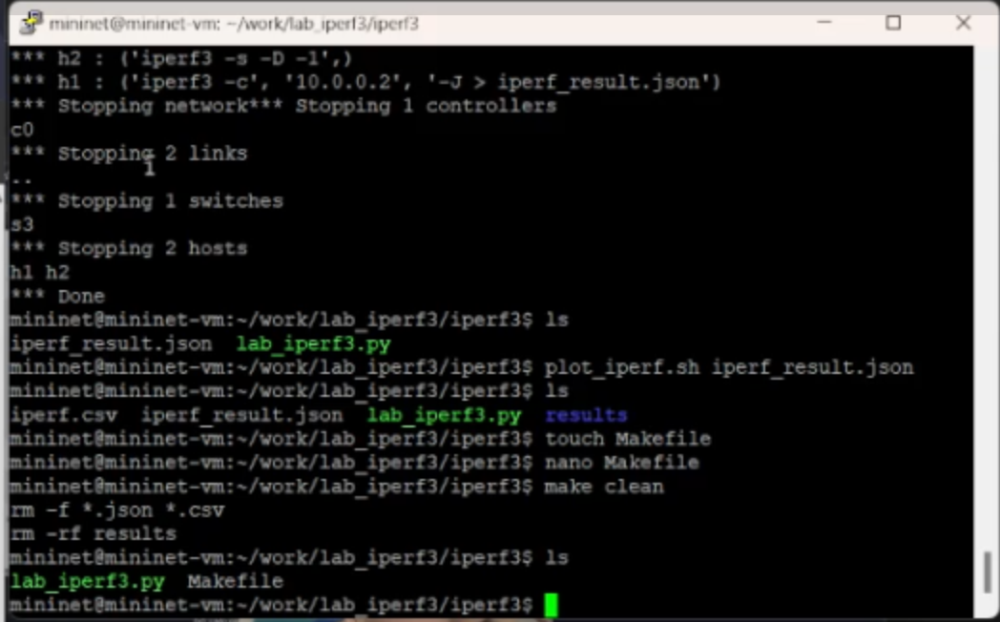 mininet@mininet-vm: ~/work/lab_iperf3/iperf3
*** h2 : ('iperf3 -s -D -1',)
*** h1 : ('iperf3 -c', '10.0.0.2', '-J > iperf_result.json')
*** Stopping network*** Stopping 1 controllers
c0
*** Stopping 2 links
..
*** Stopping 1 switches
s3
*** Stopping 2 hosts
h1 h2
*** Done
mininet@mininet-vm:~/work/lab_iperf3/iperf3$ ls
iperf_result.json  lab_iperf3.py
mininet@mininet-vm:~/work/lab_iperf3/iperf3$ plot_iperf.sh iperf_result.json
mininet@mininet-vm:~/work/lab_iperf3/iperf3$ ls
iperf.csv  iperf_result.json  lab_iperf3.py  results
mininet@mininet-vm:~/work/lab_iperf3/iperf3$ touch Makefile
mininet@mininet-vm:~/work/lab_iperf3/iperf3$ nano Makefile
mininet@mininet-vm:~/work/lab_iperf3/iperf3$ make clean
rm -f *.json *.csv
rm -rf results
mininet@mininet-vm:~/work/lab_iperf3/iperf3$ ls
lab_iperf3.py  Makefile
mininet@mininet-vm:~/work/lab_iperf3/iperf3$